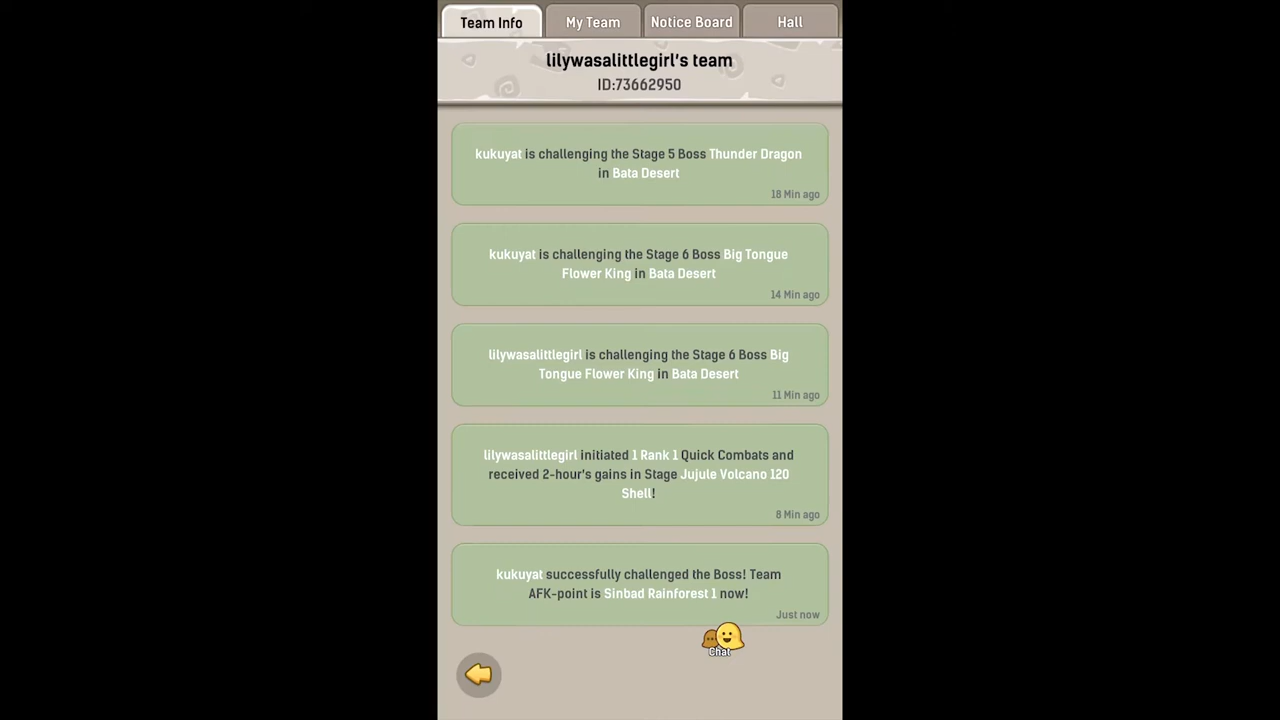 Team Info
My Team
Notice Board
Hall
lilywasalittlegirl's team
ID:73662950
kukuyat is challenging the Stage 5 Boss Thunder Dragon
in Bata Desert
18 Min ago
kukuyat is challenging the Stage 6 Boss Big Tongue
Flower King in Bata Desert
14 Min ago
lilywasalittlegirl is challenging the Stage 6 Boss Big
Tongue Flower King in Bata Desert
11 Min ago
lilywasalittlegirl initiated 1 Rank 1 Quick Combats and
received 2-hour's gains in Stage Jujule Volcano 120
Shell!
8 Min ago
kukuyat successfully challenged the Boss! Team
AFK-point is Sinbad Rainforest 1 now!
Just now
Chat